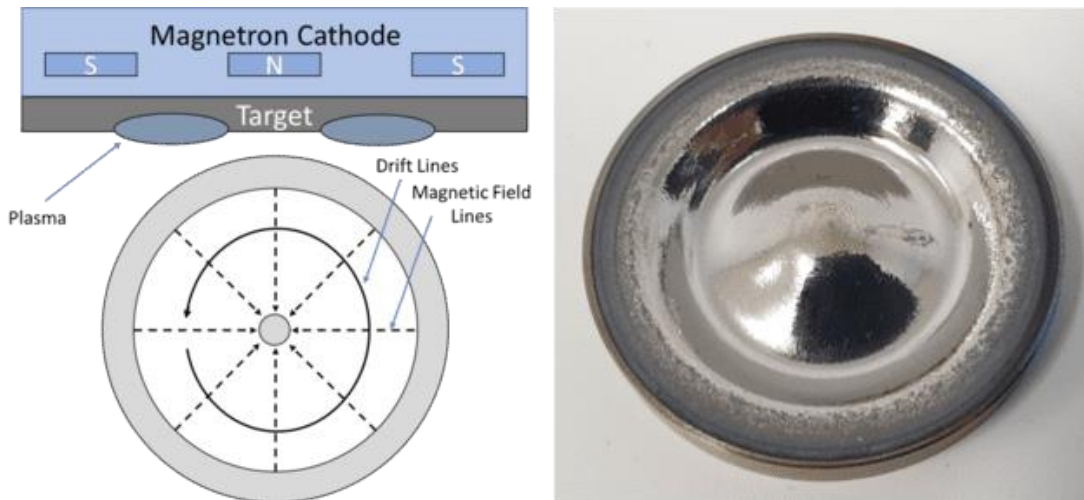 Magnetron Cathode
S N S
Target
Drift Lines
Magnetic Field
Lines
Plasma